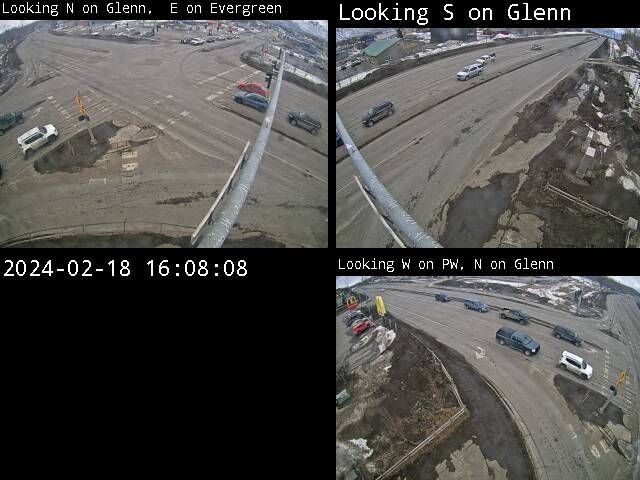 Looking N on Glenn, E on Evergreen
Looking S on Glenn
2024-02-18 16:08:08
Looking W on PW, N on Glenn